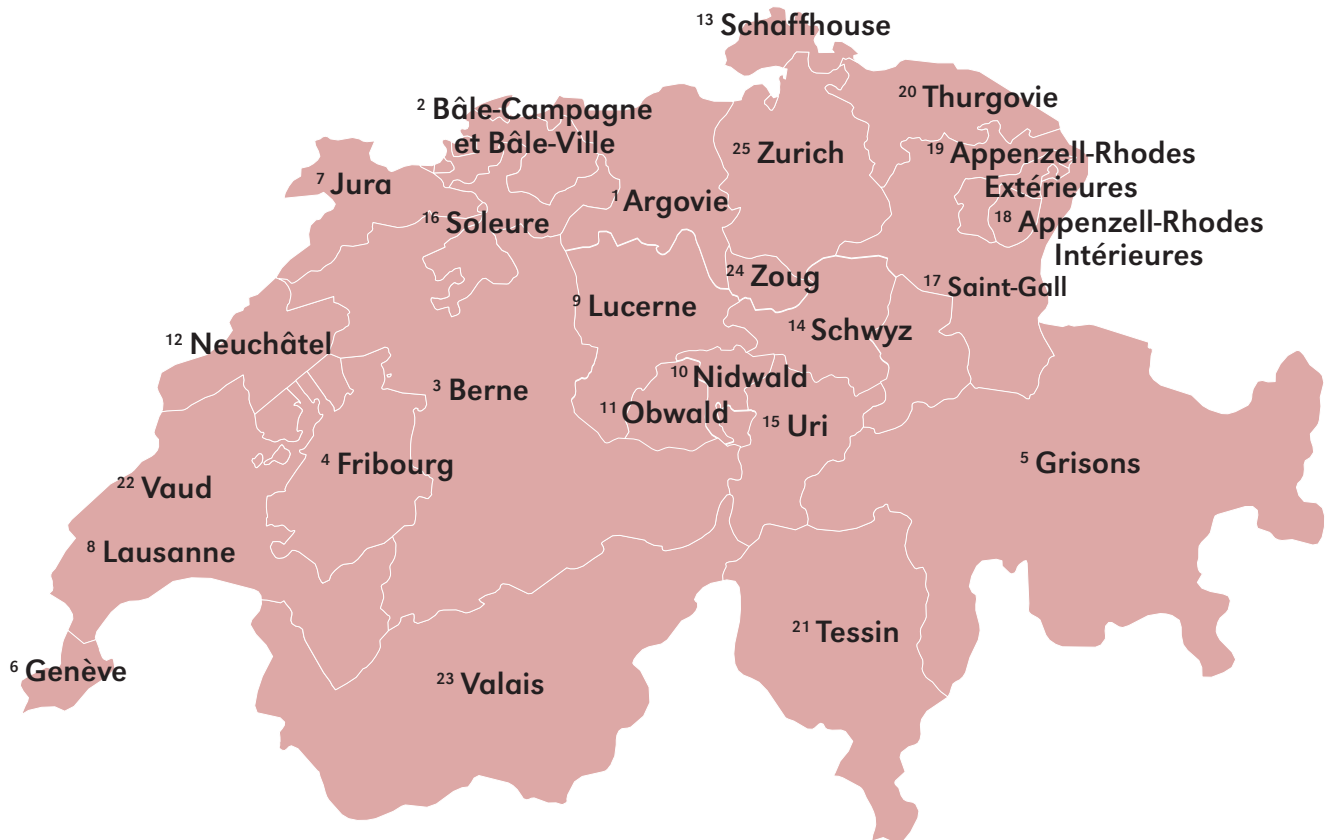 13 Schaffhouse
20 Thurgovie
2 Bâle-Campagne
et Bâle-Ville
25 Zurich
19 Appenzell-Rhodes
Extérieures
7 Jura
1 Argovie
16 Soleure
18 Appenzell-Rhodes
Intérieures
24 Zoug
17 Saint-Gall
9 Lucerne
14 Schwyz
12 Neuchâtel
10 Nidwald
3 Berne
11 Obwald
15 Uri
4 Fribourg
5 Grisons
22 Vaud
8 Lausanne
21 Tessin
6 Genève
23 Valais